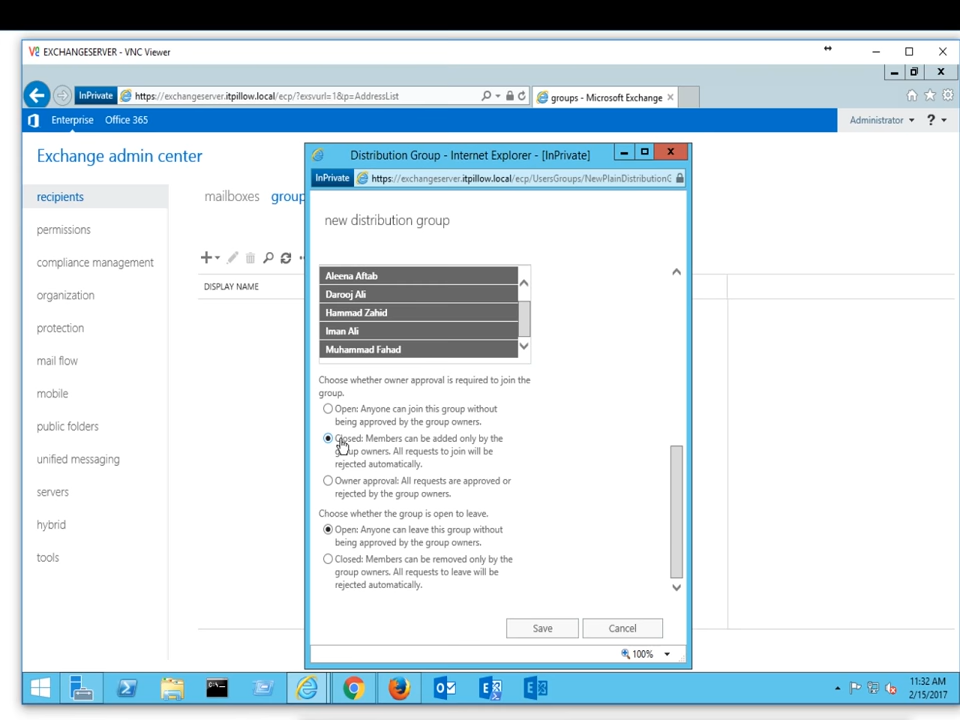 EXCHANGESERVER - VNC Viewer
InPrivate https://exchangeserver.itpillow.local/ecp/?exsvurl=1&p=AddressList groups - Microsoft Exchange
Enterprise Office 365 Administrator ?
Exchange admin center
Distribution Group - Internet Explorer - [InPrivate]
InPrivate https://exchangeserver.itpillow.local/ecp/UsersGroups/NewPlainDistributionG
recipients
mailboxes group
new distribution group
permissions
compliance management
organization
protection
mail flow
mobile
public folders
unified messaging
servers
hybrid
tools
DISPLAY NAME
Aleena Aftab
Darooj Ali
Hammad Zahid
Iman Ali
Muhammad Fahad
Choose whether owner approval is required to join the
group.
Open: Anyone can join this group without
being approved by the group owners.
Closed: Members can be added only by the
group owners. All requests to join will be
rejected automatically.
Owner approval: All requests are approved or
rejected by the group owners.
Choose whether the group is open to leave.
Open: Anyone can leave this group without
being approved by the group owners.
Closed: Members can be removed only by the
group owners. All requests to leave will be
rejected automatically.
Save Cancel
100%
11:32 AM
2/15/2017